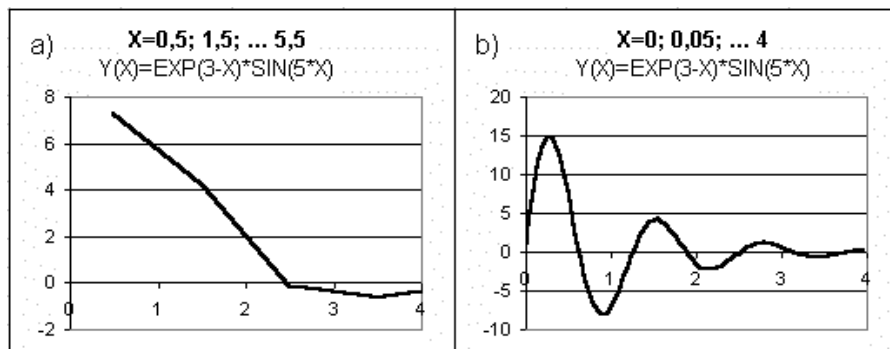 a) X=0,5; 1,5; ... 5,5
Y(X)=EXP(3-X)*SIN(5*X)
8
6
4
2
0
-2
0 1 2 3 4
b) X=0; 0,05; ... 4
Y(X)=EXP(3-X)*SIN(5*X)
20
15
10
5
0
-5
-10
0 1 2 3 4